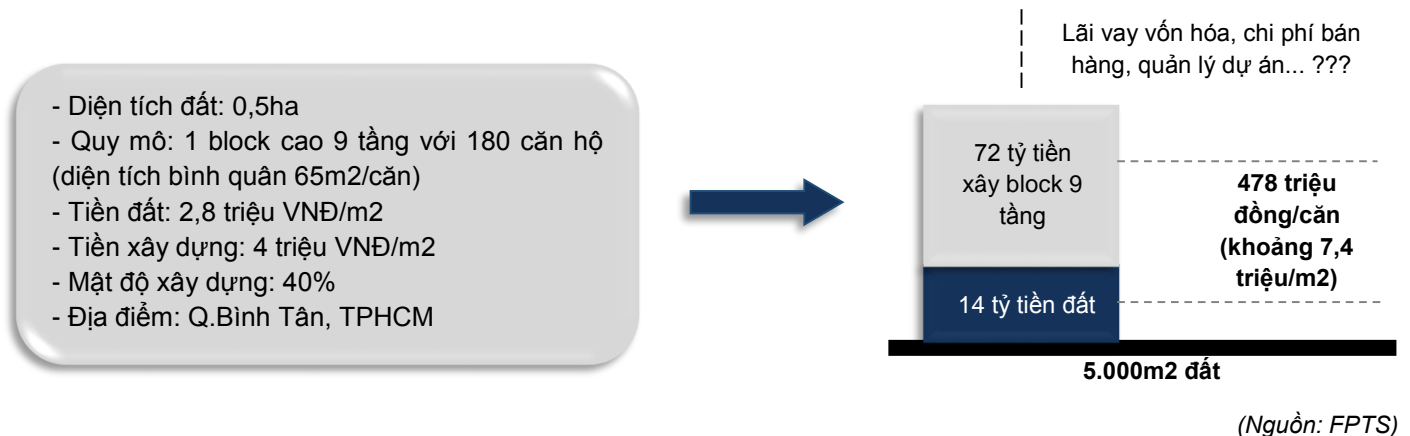 - Diện tích đất: 0,5ha
- Quy mô: 1 block cao 9 tầng với 180 căn hộ
(diện tích bình quân 65m2/căn)
- Tiền đất: 2,8 triệu VNĐ/m2
- Tiền xây dựng: 4 triệu VNĐ/m2
- Mật độ xây dựng: 40%
- Địa điểm: Q.Bình Tân, TPHCM
Lãi vay vốn hóa, chi phí bán
hàng, quản lý dự án... ???
72 tỷ tiền
xây block 9
tầng
14 tỷ tiền đất
478 triệu
đồng/căn
(khoảng 7,4
triệu/m2)
5.000m2 đất
(Nguồn: FPTS)